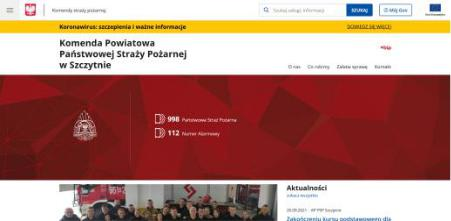 Komendy straży pożarnej
Szukaj usługi, informacji
SZUKAJ
Mój Gov
Koronawirus: szczepienia i ważne informacje
DOWIEDZ SIĘ WIĘCEJ
Komenda Powiatowa
Państwowej Straży Pożarnej
w Szczytnie
bip
O nas Co robimy Załatw sprawę Kontakt
998 Państwowa Straż Pożarna
112 Numer Alarmowy
Aktualności
zobacz wszystkie
KP PSP Szczytno
Zakończenie kursu podstawowego dla